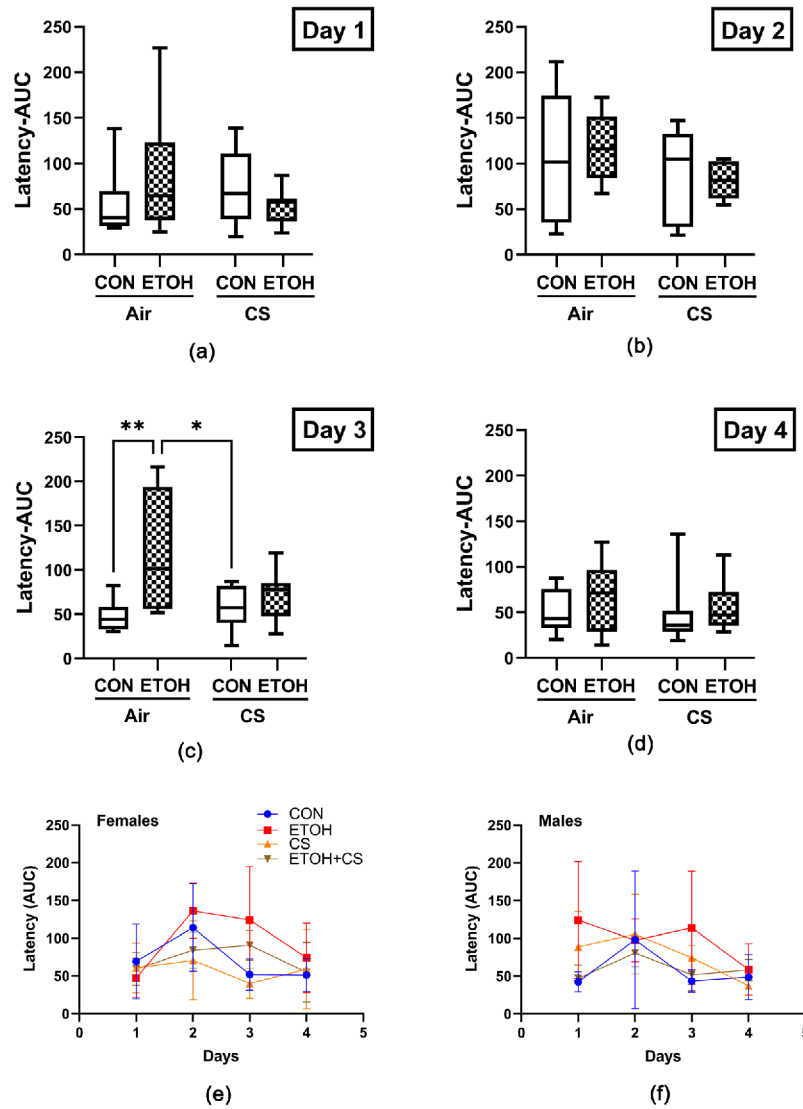 Day 1
Latency-AUC
250
200
150
100
50
0
CON ETOH CON ETOH
Air CS
(a)
Day 2
Latency-AUC
250
200
150
100
50
0
CON ETOH CON ETOH
Air CS
(b)
Day 3
Latency-AUC
250
200
150
100
50
0
** *
CON ETOH CON ETOH
Air CS
(c)
Day 4
Latency-AUC
250
200
150
100
50
0
CON ETOH CON ETOH
Air CS
(d)
Females
CON
ETOH
CS
ETOH+CS
Latency (AUC)
250
200
150
100
50
0
0 1 2 3 4 5
Days
(e)
Males
Latency (AUC)
250
200
150
100
50
0
0 1 2 3 4 5
Days
(f)